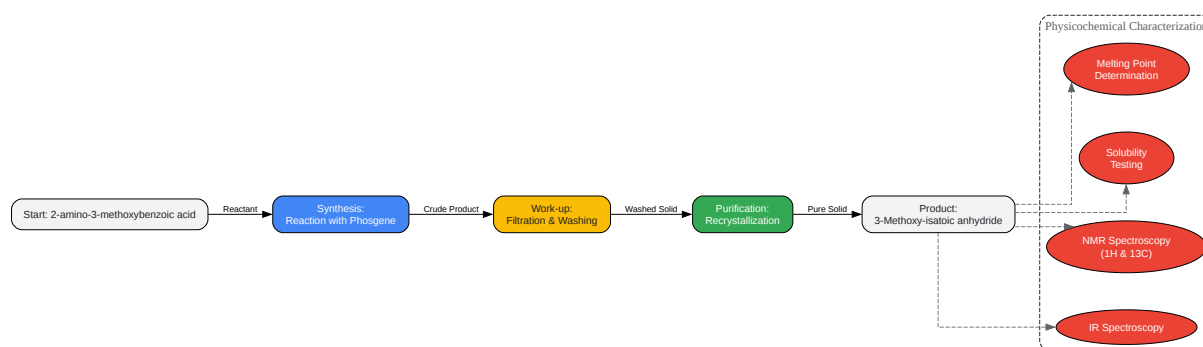 Physicochemical Characterization
Melting Point
Determination
Solubility
Testing
Start: 2-amino-3-methoxybenzoic acid
Reactant
Synthesis:
Reaction with Phosgene
Crude Product
Work-up:
Filtration & Washing
Washed Solid
Purification:
Recrystallization
Pure Solid
Product:
3-Methoxy-isatoic anhydride
NMR Spectroscopy
(1H & 13C)
IR Spectroscopy